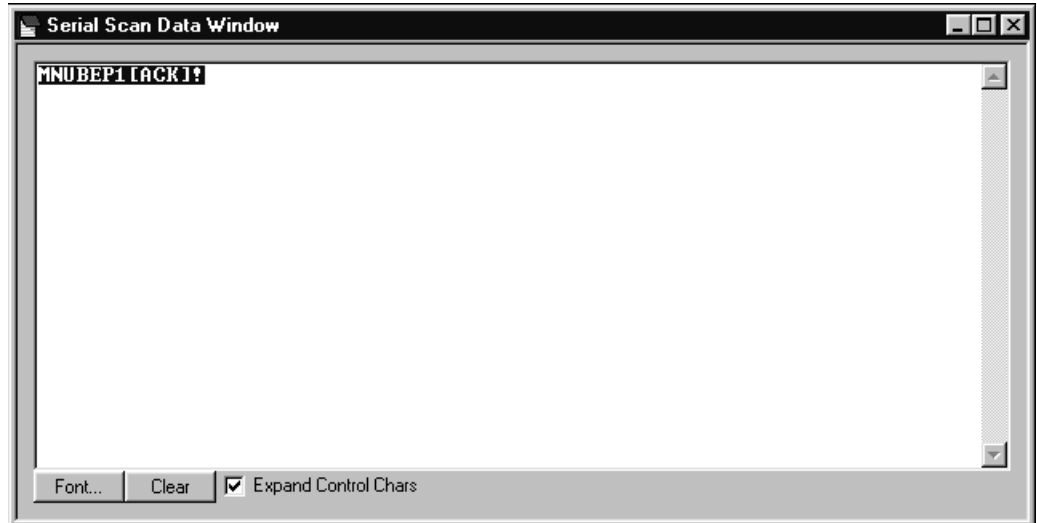 Serial Scan Data Window
MNUBEP1[ACK]!
Font... Clear Expand Control Chars